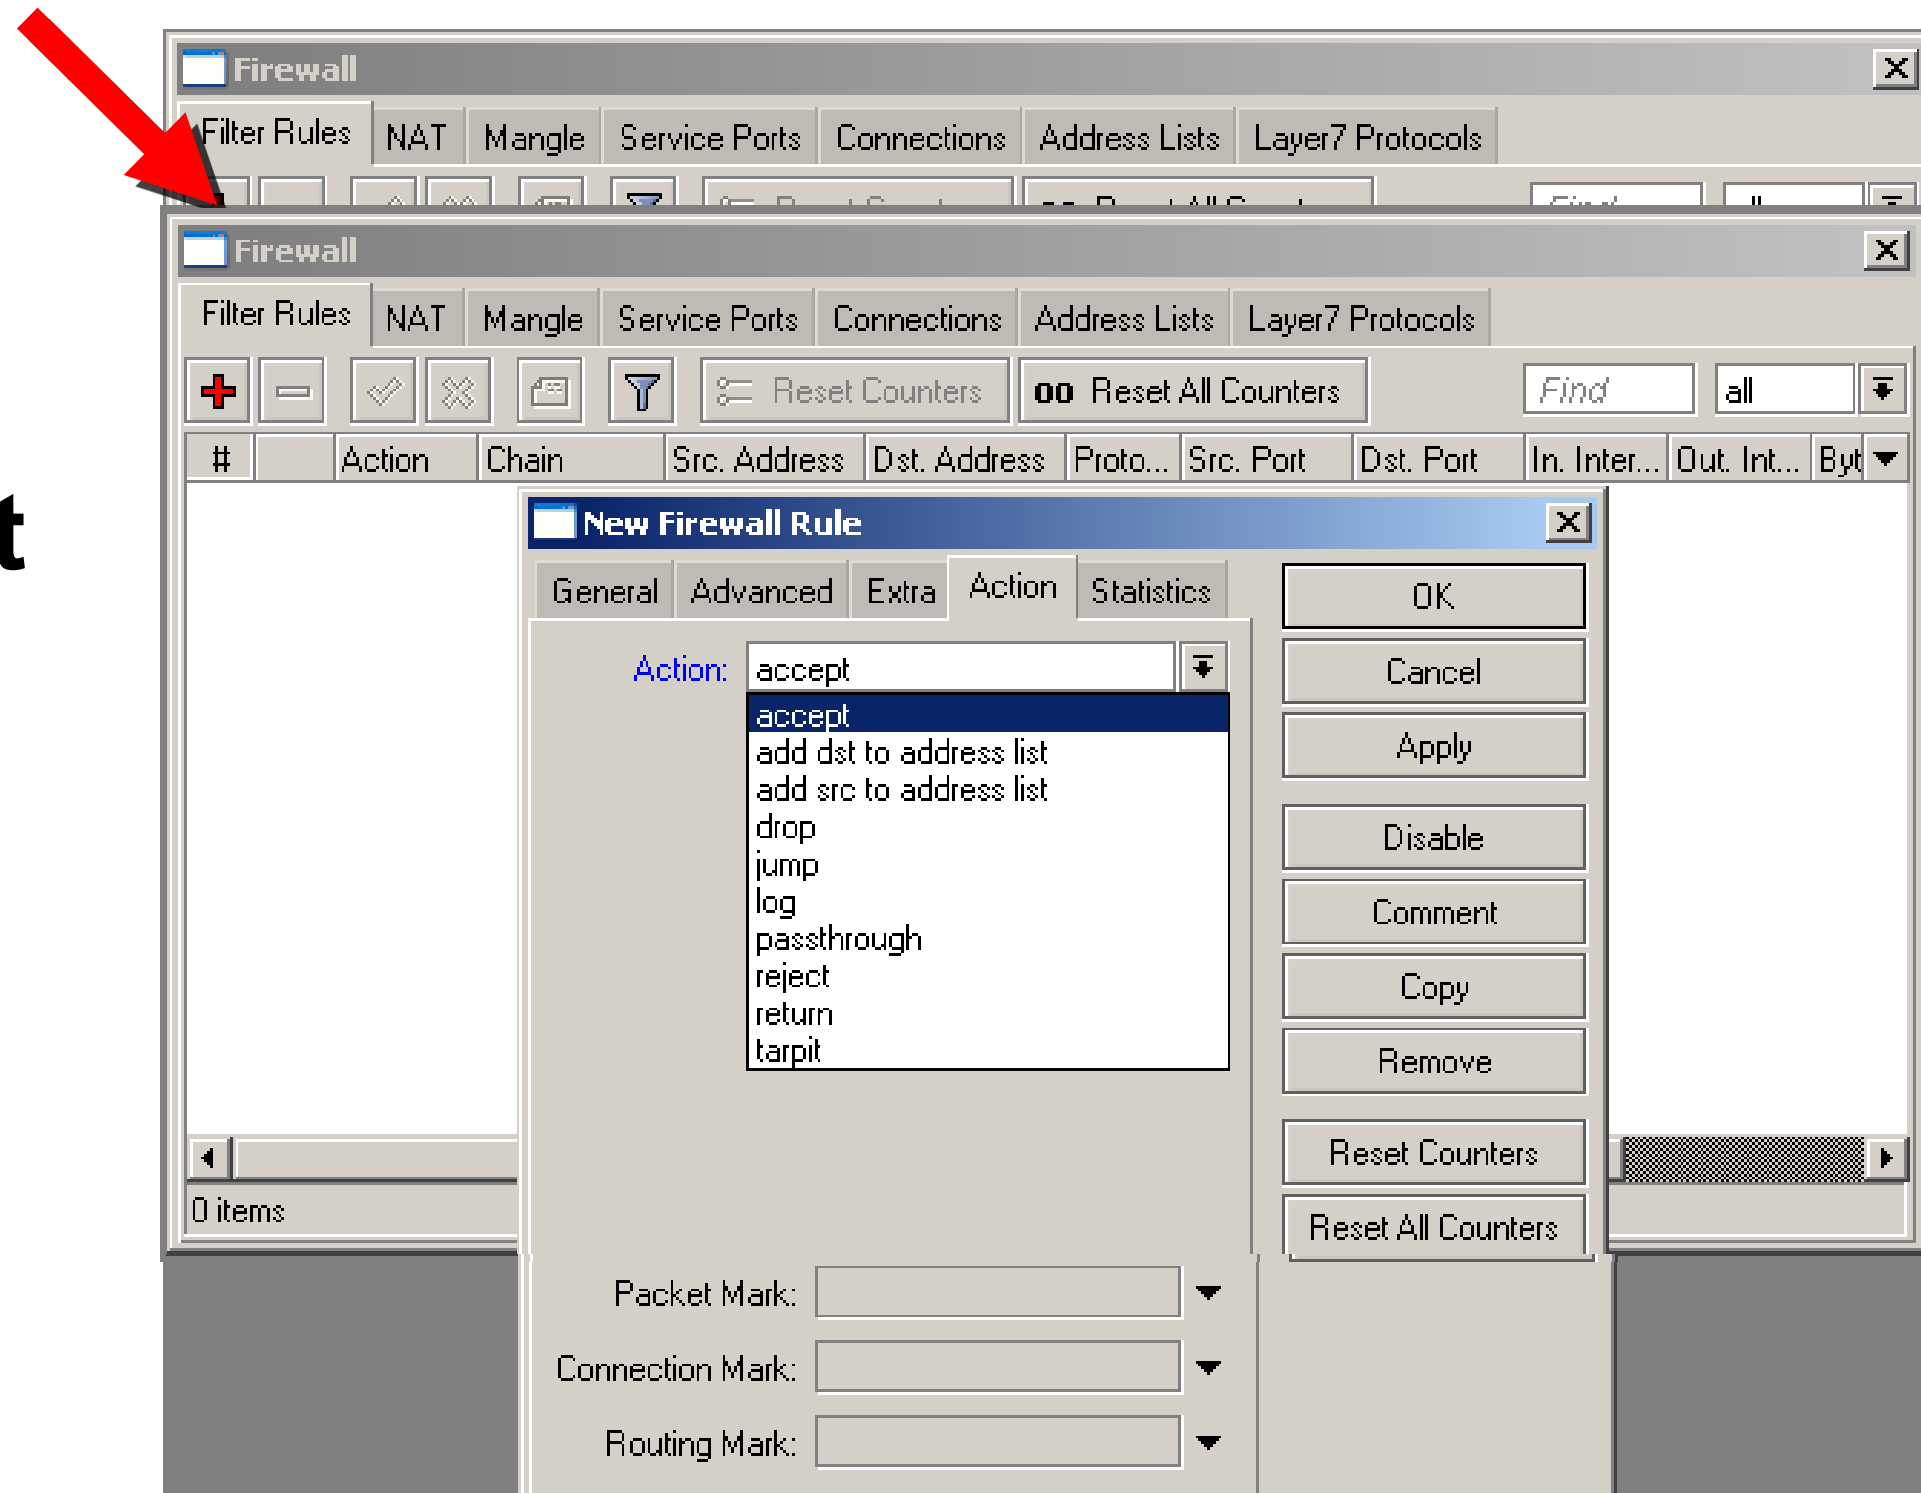 Firewall
Filter Rules NAT Mangle Service Ports Connections Address Lists Layer7 Protocols
Firewall
Filter Rules NAT Mangle Service Ports Connections Address Lists Layer7 Protocols
Reset Counters 00 Reset All Counters Find all
# Action Chain Src. Address Dst. Address Proto... Src. Port Dst. Port In. Inter... Out. Int... Byt
t
New Firewall Rule
General Advanced Extra Action Statistics
Action: accept
accept
add dst to address list
add src to address list
drop
jump
log
passthrough
reject
return
tarpit
OK
Cancel
Apply
Disable
Comment
Copy
Remove
Reset Counters
Reset All Counters
0 items
Packet Mark:
Connection Mark:
Routing Mark: